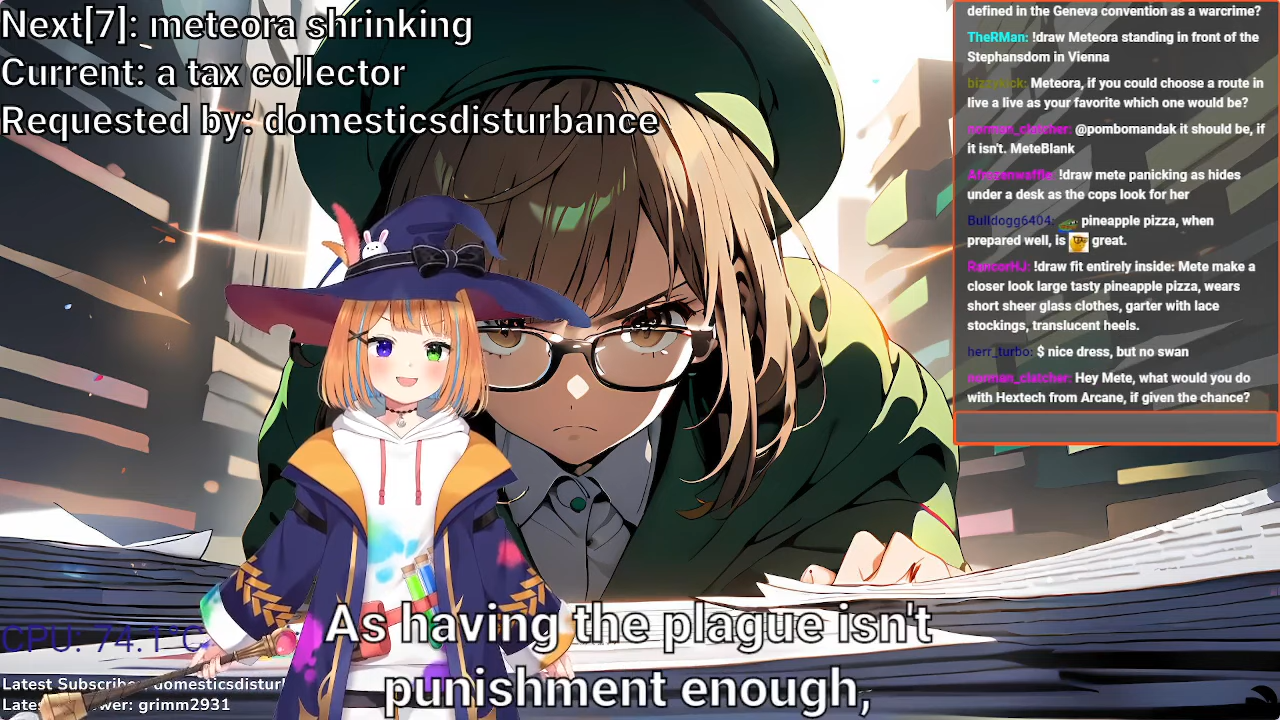 Next[7]: meteora shrinking
Current: a tax collector
Requested by: domesticsdisturbance
defined in the Geneva convention as a warcrime?
TheRMan: !draw Meteora standing in front of the
Stephansdom in Vienna
bizzykick: Meteora, if you could choose a route in
live a live as your favorite which one would be?
norman_clatcher: @pombomandak it should be, if
it isn't. MeteBlank
!draw mete panicking as hides
under a desk as the cops look for her
Bulldogg6404: pineapple pizza, when
prepared well, is great.
RancorHJ: !draw fit entirely inside: Mete make a
closer look large tasty pineapple pizza, wears
short sheer glass clothes, garter with lace
stockings, translucent heels.
herr_turbo: $ nice dress, but no swan
norman_clatcher: Hey Mete, what would you do
with Hextech from Arcane, if given the chance?
As having the plague isn't
punishment enough,
CPU: 74.1°C
Latest Subscriber: domesticsdistur
Late wer: grimm2931